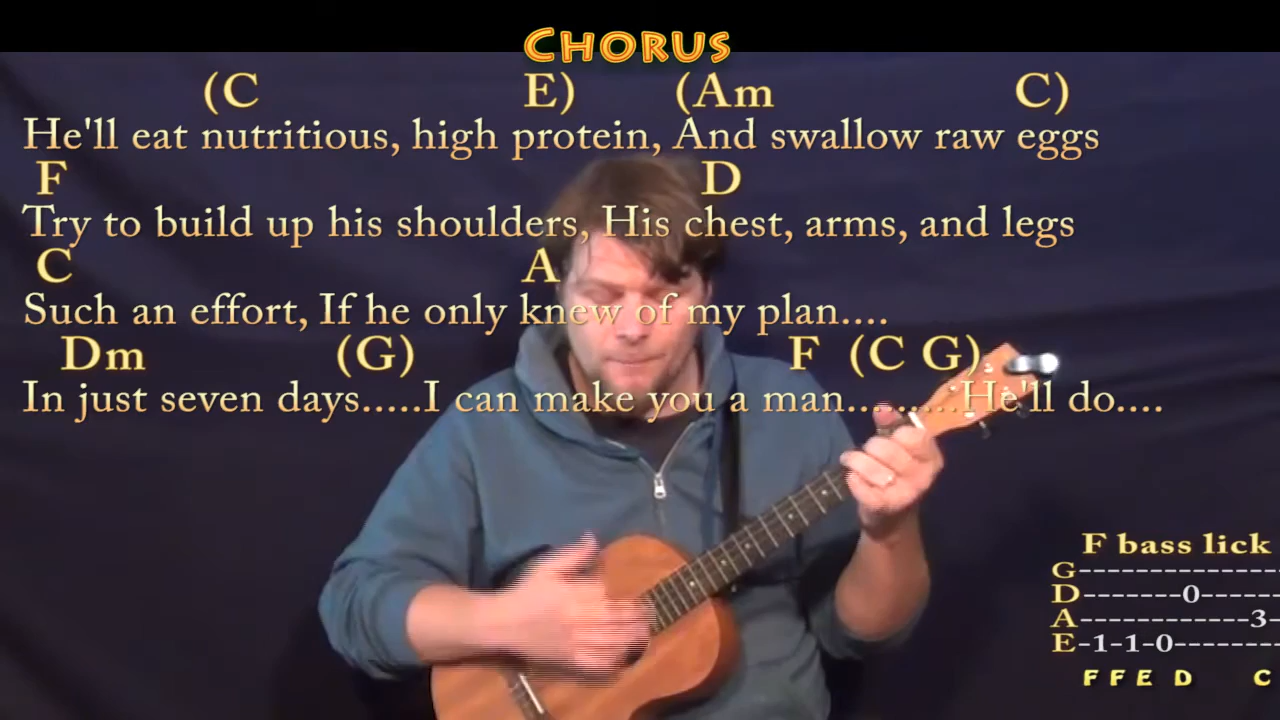 CHORUS
(C E) (Am C)
He'll eat nutritious, high protein, And swallow raw eggs
F D
Try to build up his shoulders, His chest, arms, and legs
C A
Such an effort, If he only knew of my plan....
Dm (G) F (C G)
In just seven days.....I can make you a man.........He'll do....
F bass lick
G-------------
D-------0------
A------------3-
E-1-1-0--------
F F E D C